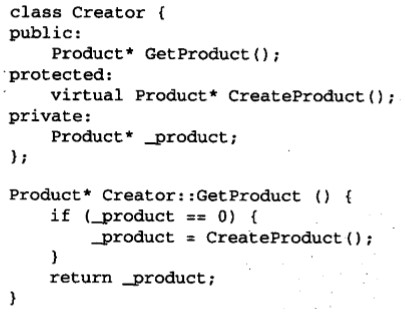 class Creator {
public:
    Product* GetProduct();
protected:
    virtual Product* CreateProduct();
private:
    Product* _product;
};

Product* Creator::GetProduct () {
    if (_product == 0) {
        _product = CreateProduct();
    }
    return _product;
}